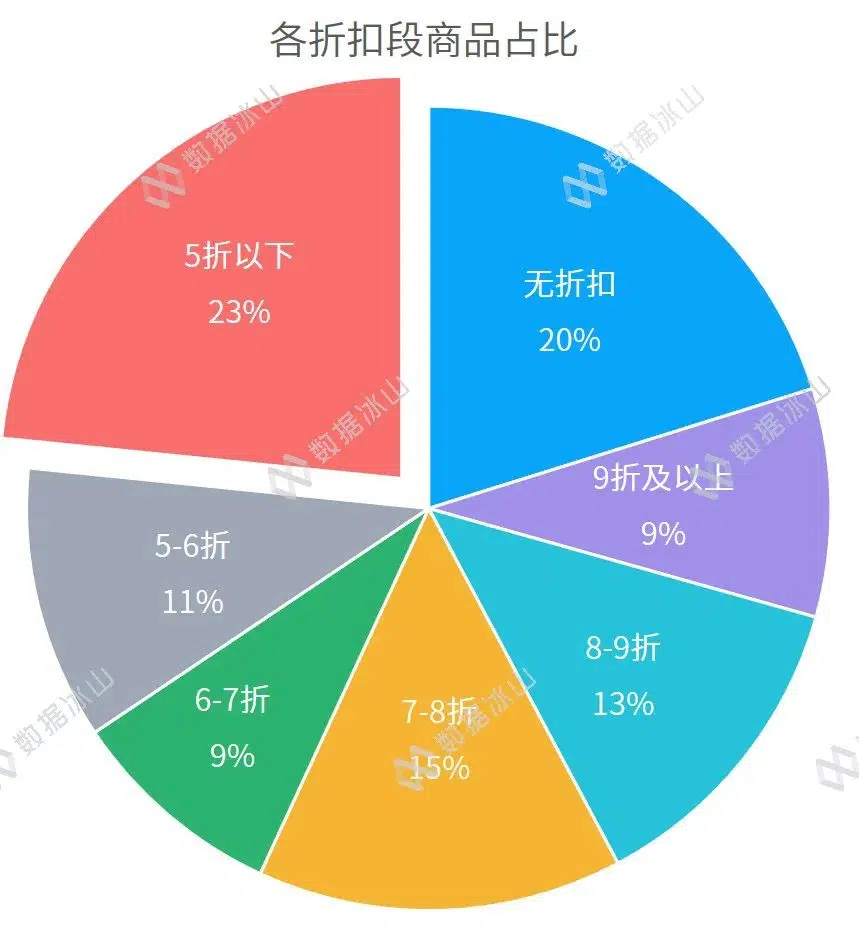 各折扣段商品占比
无折扣
20%
9折及以上
9%
8-9折
13%
7-8折
15%
6-7折
9%
5-6折
11%
5折以下
23%
数据冰山
数据冰山
数据冰山
数据冰山
数据冰山
数据冰山